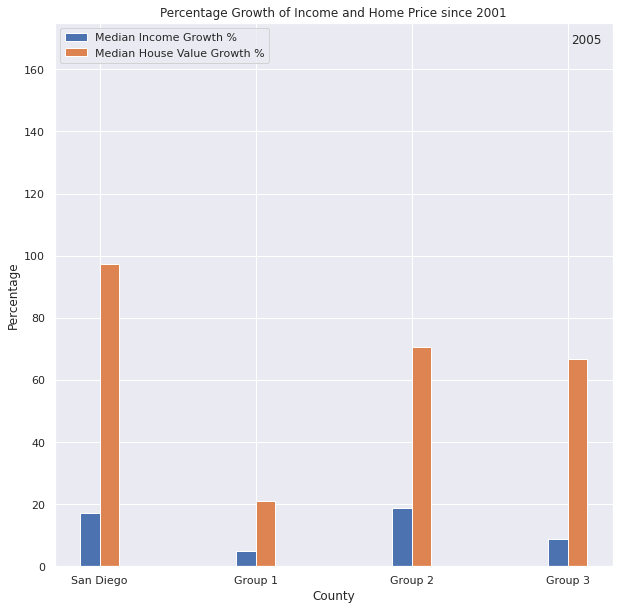 Percentage Growth of Income and Home Price since 2001
Median Income Growth %
Median House Value Growth %
2005
160
140
120
100
80
60
40
20
0
Percentage
San Diego Group 1 Group 2 Group 3
County